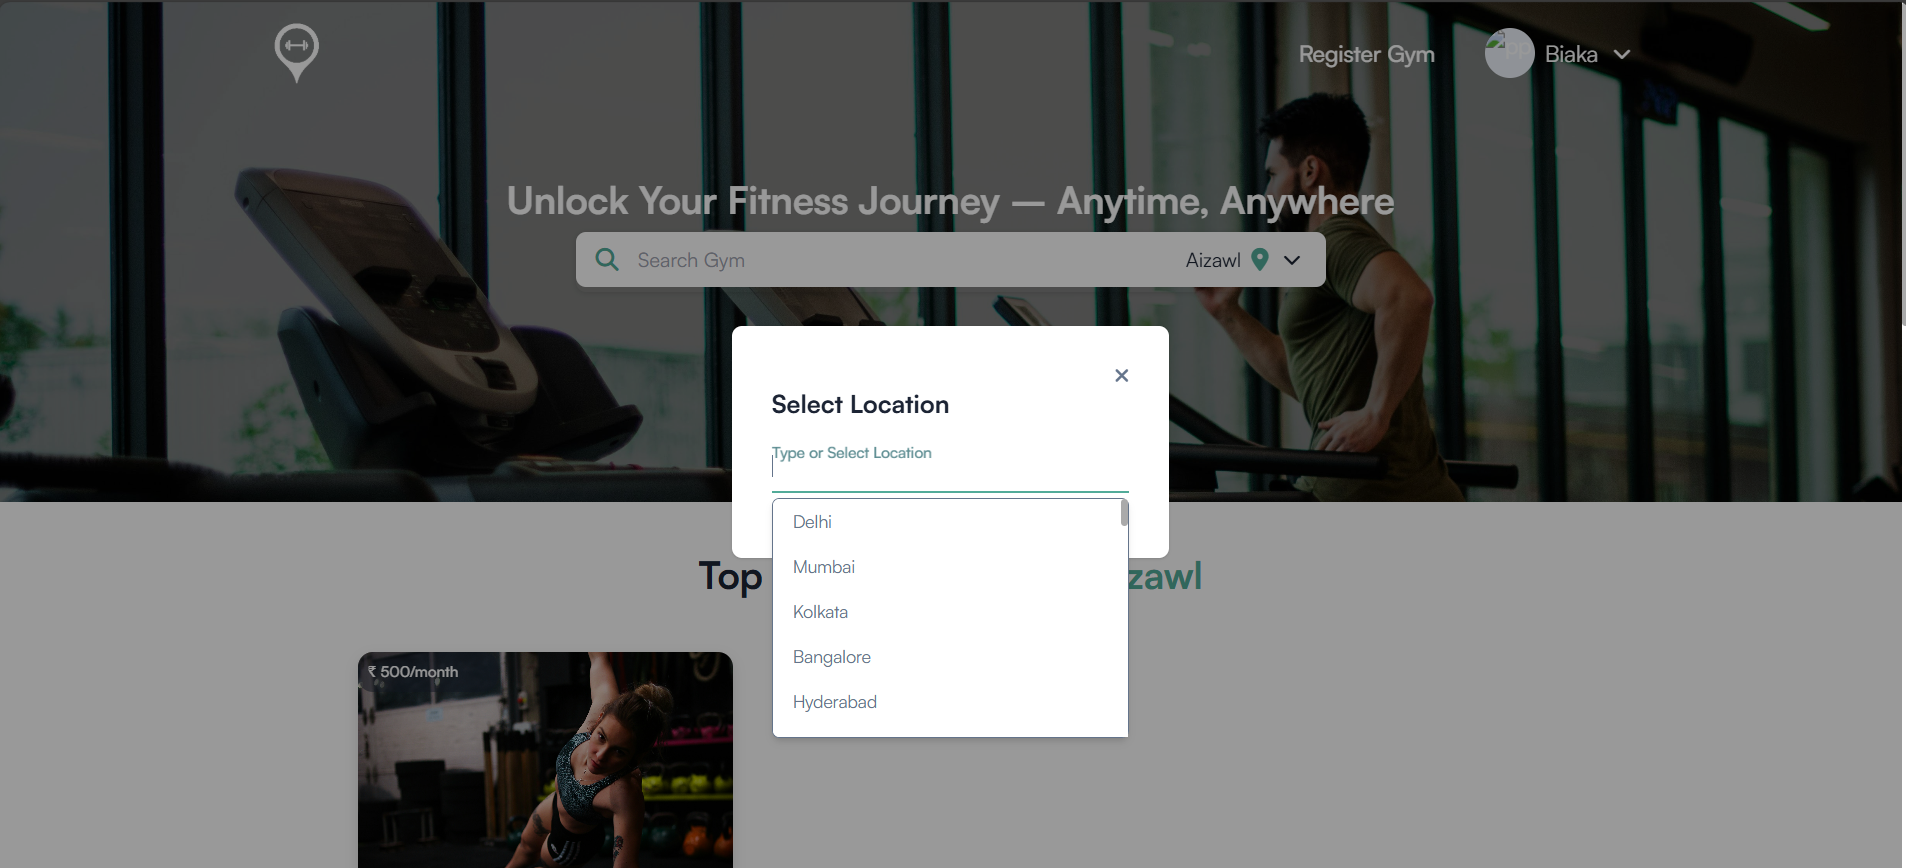 Register Gym
Biaka
Unlock Your Fitness Journey — Anytime, Anywhere
Search Gym
Aizawl
Select Location
Type or Select Location
Delhi
Mumbai
Kolkata
Bangalore
Hyderabad
Top
zawl
₹ 500/month